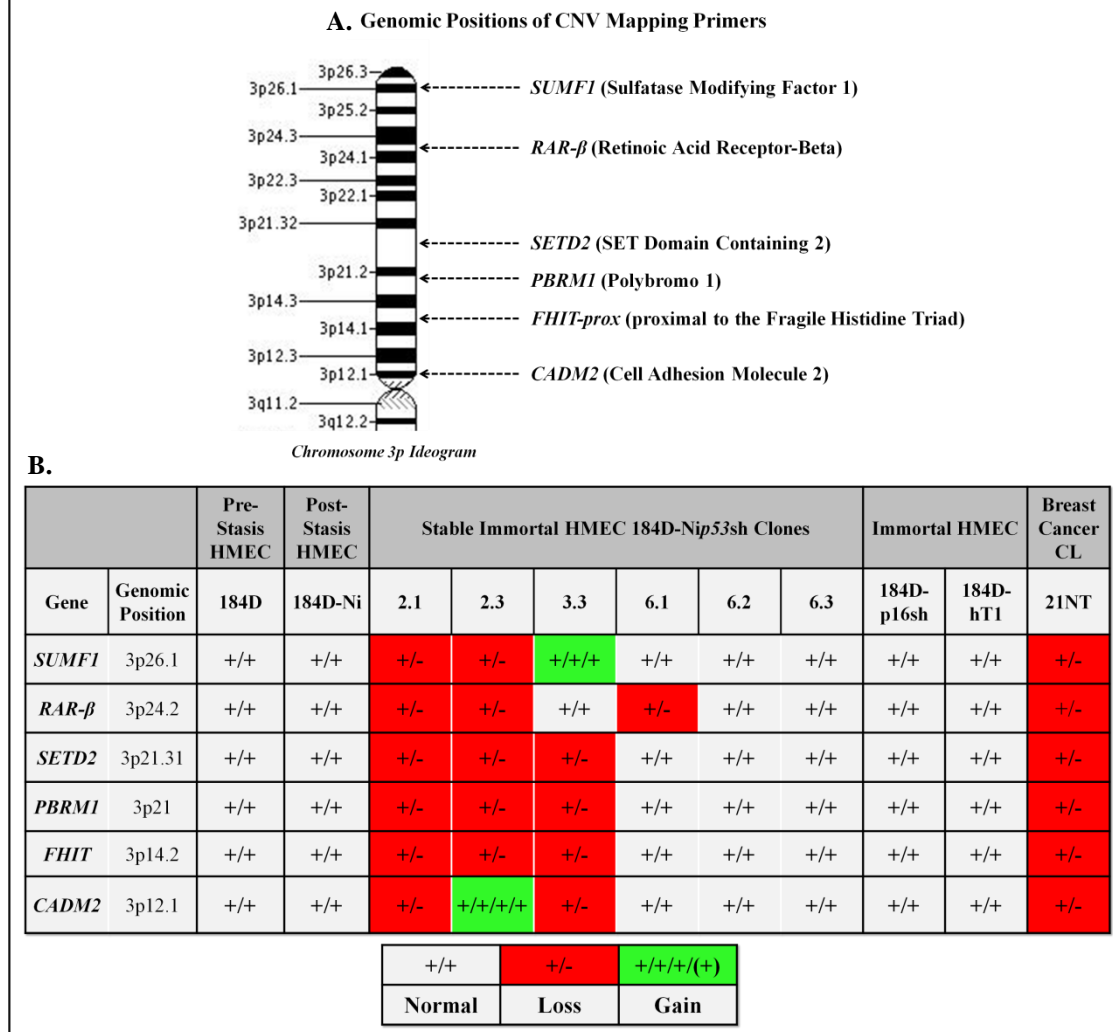 A. Genomic Positions of CNV Mapping Primers
3p26.3
3p26.1
3p25.2
3p24.3
3p24.1
3p22.3
3p22.1
3p21.32
3p21.2
3p14.3
3p14.1
3p12.3
3p12.1
3q11.2
3q12.2
SUMF1 (Sulfatase Modifying Factor 1)
RAR-β (Retinoic Acid Receptor-Beta)
SETD2 (SET Domain Containing 2)
PBRM1 (Polybromo 1)
FHIT-prox (proximal to the Fragile Histidine Triad)
CADM2 (Cell Adhesion Molecule 2)
Chromosome 3p Ideogram
B.
Pre-Stasis HMEC Post-Stasis HMEC Stable Immortal HMEC 184D-Nip53sh Clones Immortal HMEC Breast Cancer CL
Gene Genomic Position 184D 184D-Ni 2.1 2.3 3.3 6.1 6.2 6.3 184D-p16sh 184D-hT1 21NT
SUMF1 3p26.1 +/+ +/+ +/- +/- +/+/+ +/+ +/+ +/+ +/+ +/+ +/-
RAR-β 3p24.2 +/+ +/+ +/- +/- +/+ +/- +/+ +/+ +/+ +/+ +/-
SETD2 3p21.31 +/+ +/+ +/- +/- +/- +/+ +/+ +/+ +/+ +/+ +/-
PBRM1 3p21 +/+ +/+ +/- +/- +/- +/+ +/+ +/+ +/+ +/+ +/-
FHIT 3p14.2 +/+ +/+ +/- +/- +/- +/+ +/+ +/+ +/+ +/+ +/-
CADM2 3p12.1 +/+ +/+ +/- +/+/+/+ +/- +/+ +/+ +/+ +/+ +/+ +/-
+/+ +/- +/+/+/(+)
Normal Loss Gain